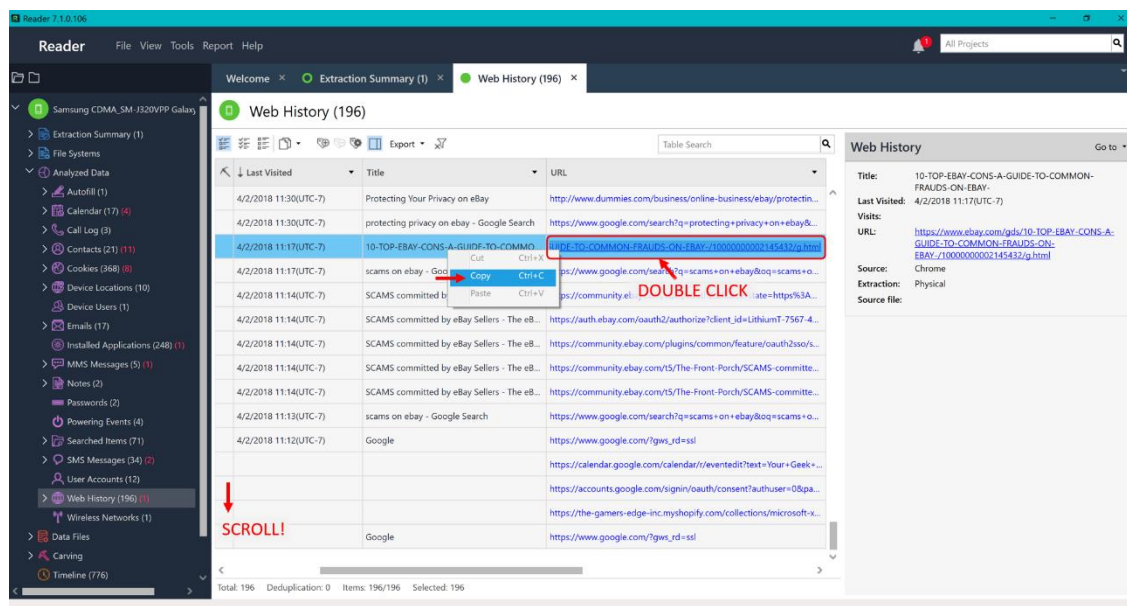 Reader 7.1.0.106
Reader File View Tools Report Help
1
All Projects
Welcome × Extraction Summary (1) × Web History (196) ×
Samsung CDMA_SM-J320VPP Galaxy
Extraction Summary (1)
File Systems
Analyzed Data
Autofill (1)
Calendar (17) (4)
Call Log (3)
Contacts (21) (11)
Cookies (368) (8)
Device Locations (10)
Device Users (1)
Emails (17)
Installed Applications (248) (1)
MMS Messages (5) (1)
Notes (2)
Passwords (2)
Powering Events (4)
Searched Items (71)
SMS Messages (34) (2)
User Accounts (12)
Web History (196) (1)
Wireless Networks (1)
Data Files
Carving
Timeline (776)
Web History (196)
Export
Table Search
Last Visited Title URL
4/2/2018 11:30(UTC-7) Protecting Your Privacy on eBay http://www.dummies.com/business/online-business/ebay/protectin...
4/2/2018 11:30(UTC-7) protecting privacy on ebay - Google Search https://www.google.com/search?q=protecting+privacy+on+ebay&...
4/2/2018 11:17(UTC-7) 10-TOP-EBAY-CONS-A-GUIDE-TO-COMMO UIDE-TO-COMMON-FRAUDS-ON-EBAY-/10000000002145432/g.html
4/2/2018 11:17(UTC-7) scams on ebay - Goo ps://www.google.com/search?q=scams+on+ebay&oq=scams+o...
4/2/2018 11:14(UTC-7) SCAMS committed b ps://community.eb ate=https%3A...
4/2/2018 11:14(UTC-7) SCAMS committed by eBay Sellers - The eB... https://auth.ebay.com/oauth2/authorize?client_id=LithiumT-7567-4...
4/2/2018 11:14(UTC-7) SCAMS committed by eBay Sellers - The eB... https://community.ebay.com/plugins/common/feature/oauth2sso/s...
4/2/2018 11:14(UTC-7) SCAMS committed by eBay Sellers - The eB... https://community.ebay.com/t5/The-Front-Porch/SCAMS-committe...
4/2/2018 11:14(UTC-7) SCAMS committed by eBay Sellers - The eB... https://community.ebay.com/t5/The-Front-Porch/SCAMS-committe...
4/2/2018 11:13(UTC-7) scams on ebay - Google Search https://www.google.com/search?q=scams+on+ebay&oq=scams+o...
4/2/2018 11:12(UTC-7) Google https://www.google.com/?gws_rd=ssl
https://calendar.google.com/calendar/r/eventedit?text=Your+Geek+...
https://accounts.google.com/signin/oauth/consent?authuser=0&pa...
https://the-gamers-edge-inc.myshopify.com/collections/microsoft-x...
Google https://www.google.com/?gws_rd=ssl
Cut Ctrl+X
Copy Ctrl+C
Paste Ctrl+V
DOUBLE CLICK
SCROLL!
Total: 196 Deduplication: 0 Items: 196/196 Selected: 196
Web History Go to
Title: 10-TOP-EBAY-CONS-A-GUIDE-TO-COMMON-
FRAUDS-ON-EBAY-
Last Visited: 4/2/2018 11:17(UTC-7)
Visits:
URL: https://www.ebay.com/gds/10-TOP-EBAY-CONS-A-
GUIDE-TO-COMMON-FRAUDS-ON-
EBAY-/10000000002145432/g.html
Source: Chrome
Extraction: Physical
Source file: